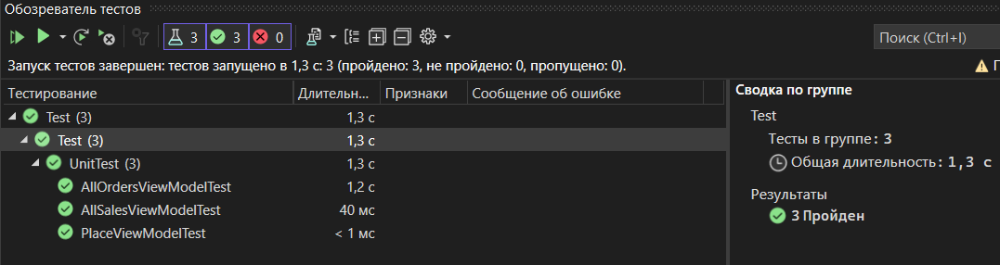 Обозреватель тестов
3 3 0
Поиск (Ctrl+I)
Запуск тестов завершен: тестов запущено в 1,3 с: 3 (пройдено: 3, не пройдено: 0, пропущено: 0).
Тестирование Длительн... Признаки Сообщение об ошибке
Test (3) 1,3 с
Test (3) 1,3 с
UnitTest (3) 1,3 с
AllOrdersViewModelTest 1,2 с
AllSalesViewModelTest 40 мс
PlaceViewModelTest < 1 мс
Сводка по группе
Test
Тесты в группе: 3
Общая длительность: 1,3 с
Результаты
3 Пройден